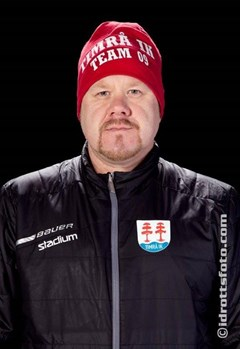 TIMRÅ IK
TEAM 09
BAUER
stadium
TIMRÅ IK
© idrottsfoto.com